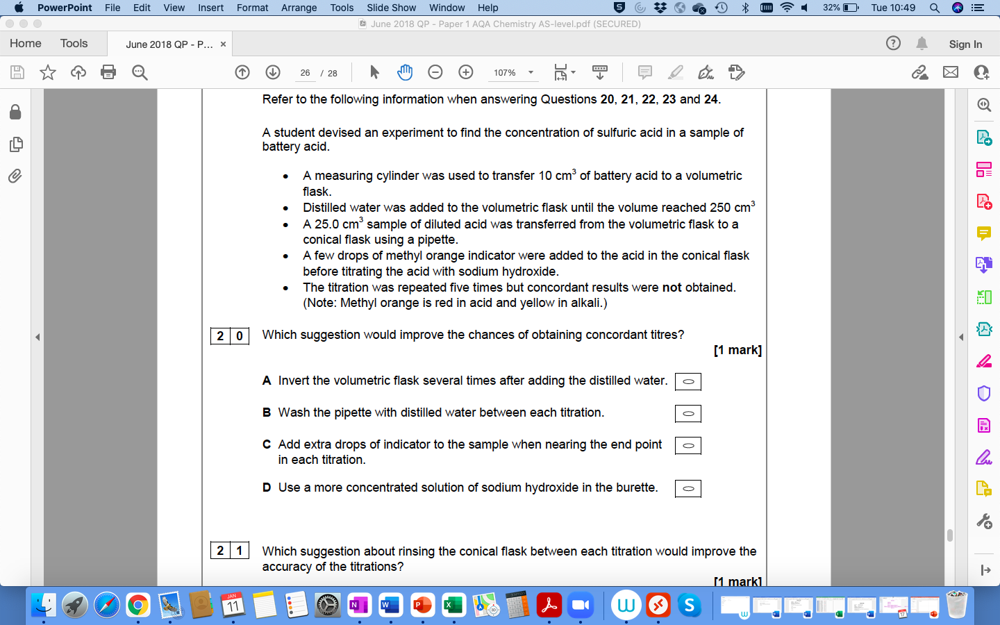 PowerPoint File Edit View Insert Format Arrange Tools Slide Show Window Help 32% Tue 10:49
June 2018 QP - Paper 1 AQA Chemistry AS-level.pdf (SECURED)
Home Tools June 2018 QP - P... × Sign In
26 / 28 107%
Refer to the following information when answering Questions 20, 21, 22, 23 and 24.
A student devised an experiment to find the concentration of sulfuric acid in a sample of
battery acid.
• A measuring cylinder was used to transfer 10 cm³ of battery acid to a volumetric
flask.
• Distilled water was added to the volumetric flask until the volume reached 250 cm³
• A 25.0 cm³ sample of diluted acid was transferred from the volumetric flask to a
conical flask using a pipette.
• A few drops of methyl orange indicator were added to the acid in the conical flask
before titrating the acid with sodium hydroxide.
• The titration was repeated five times but concordant results were not obtained.
(Note: Methyl orange is red in acid and yellow in alkali.)
2 0 Which suggestion would improve the chances of obtaining concordant titres?
[1 mark]
A Invert the volumetric flask several times after adding the distilled water.
B Wash the pipette with distilled water between each titration.
C Add extra drops of indicator to the sample when nearing the end point
in each titration.
D Use a more concentrated solution of sodium hydroxide in the burette.
2 1 Which suggestion about rinsing the conical flask between each titration would improve the
accuracy of the titrations?
[1 mark]
JAN
11
17